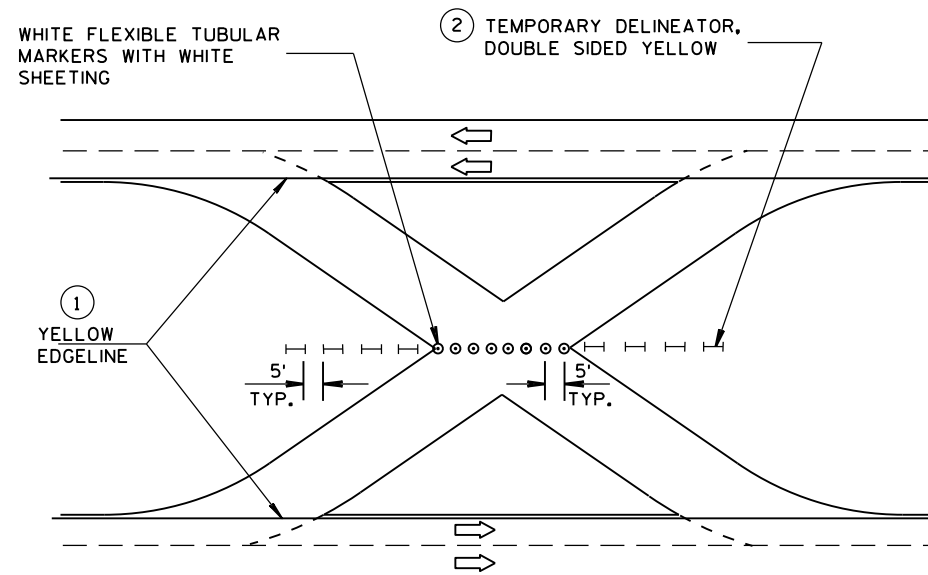 WHITE FLEXIBLE TUBULAR
MARKERS WITH WHITE
SHEETING
2 TEMPORARY DELINEATOR,
DOUBLE SIDED YELLOW
1
YELLOW
EDGELINE
5'
TYP.
5'
TYP.